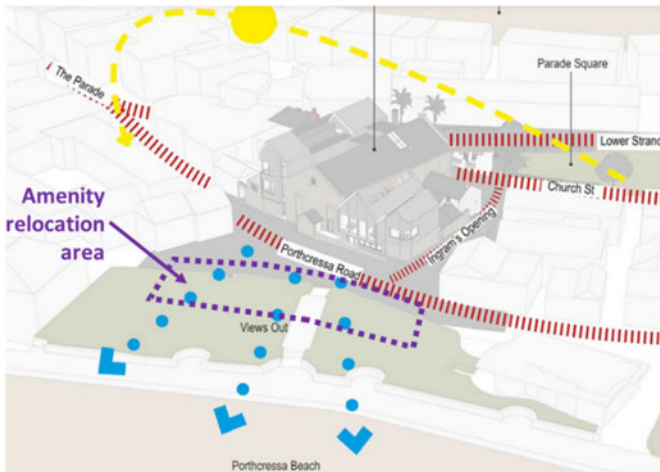 Parade Square
The Parade
Lower Strand
Church St
Amenity
relocation
area
Ingram's Opening
Porthcressa Road
Views Out
Porthcressa Beach